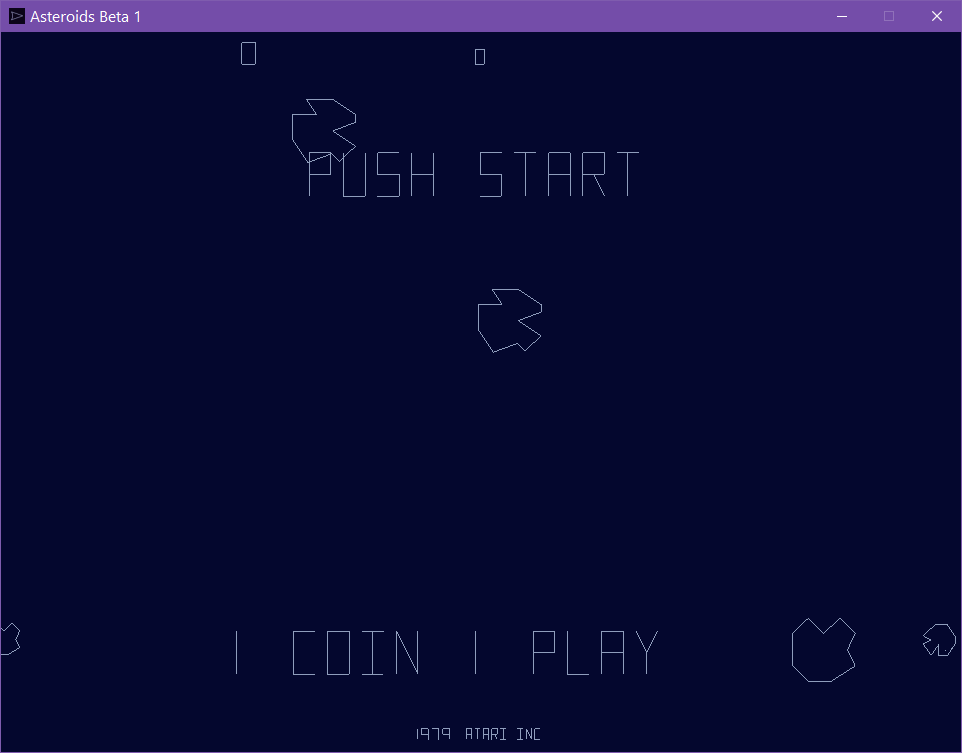 Asteroids Beta 1
0 0
PUSH START
1 COIN 1 PLAY
1979 ATARI INC